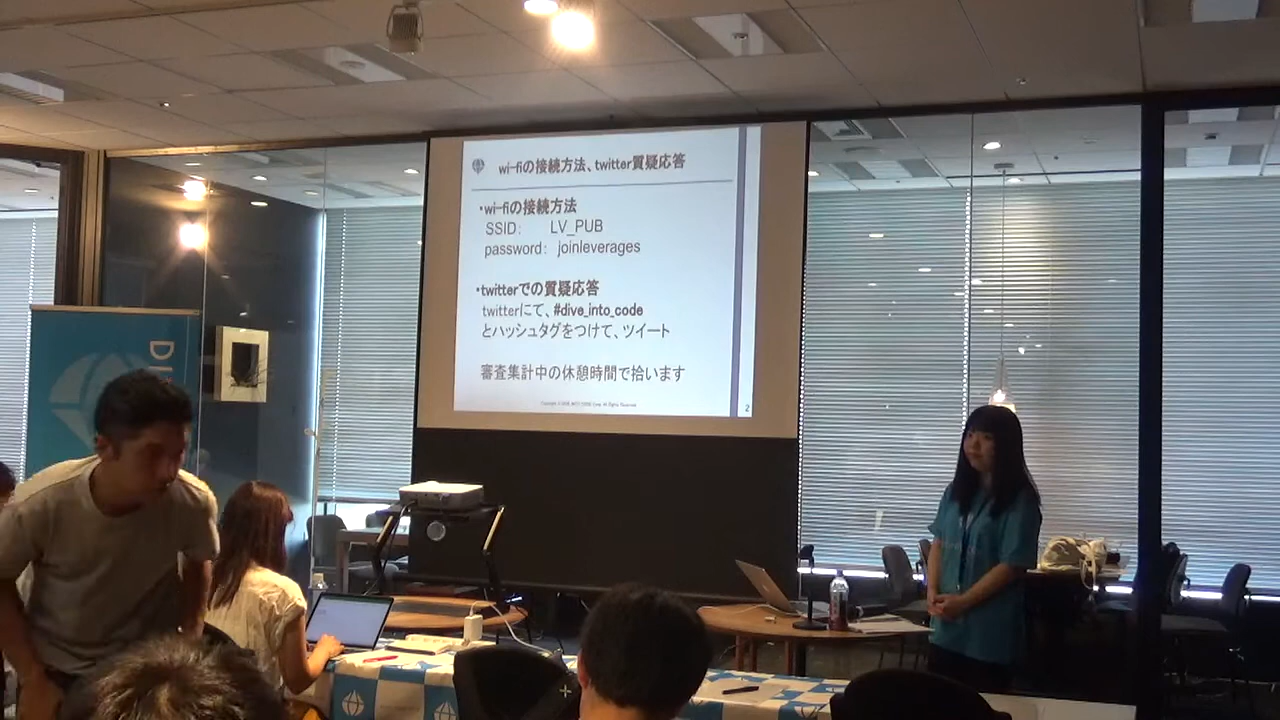 wi-fiの接続方法、twitter質疑応答
・wi-fiの接続方法
SSID： LV_PUB
password： joinleverages
・twitterでの質疑応答
twitterにて、#dive_into_code
とハッシュタグをつけて、ツイート
審査集計中の休憩時間で拾います
2
DI